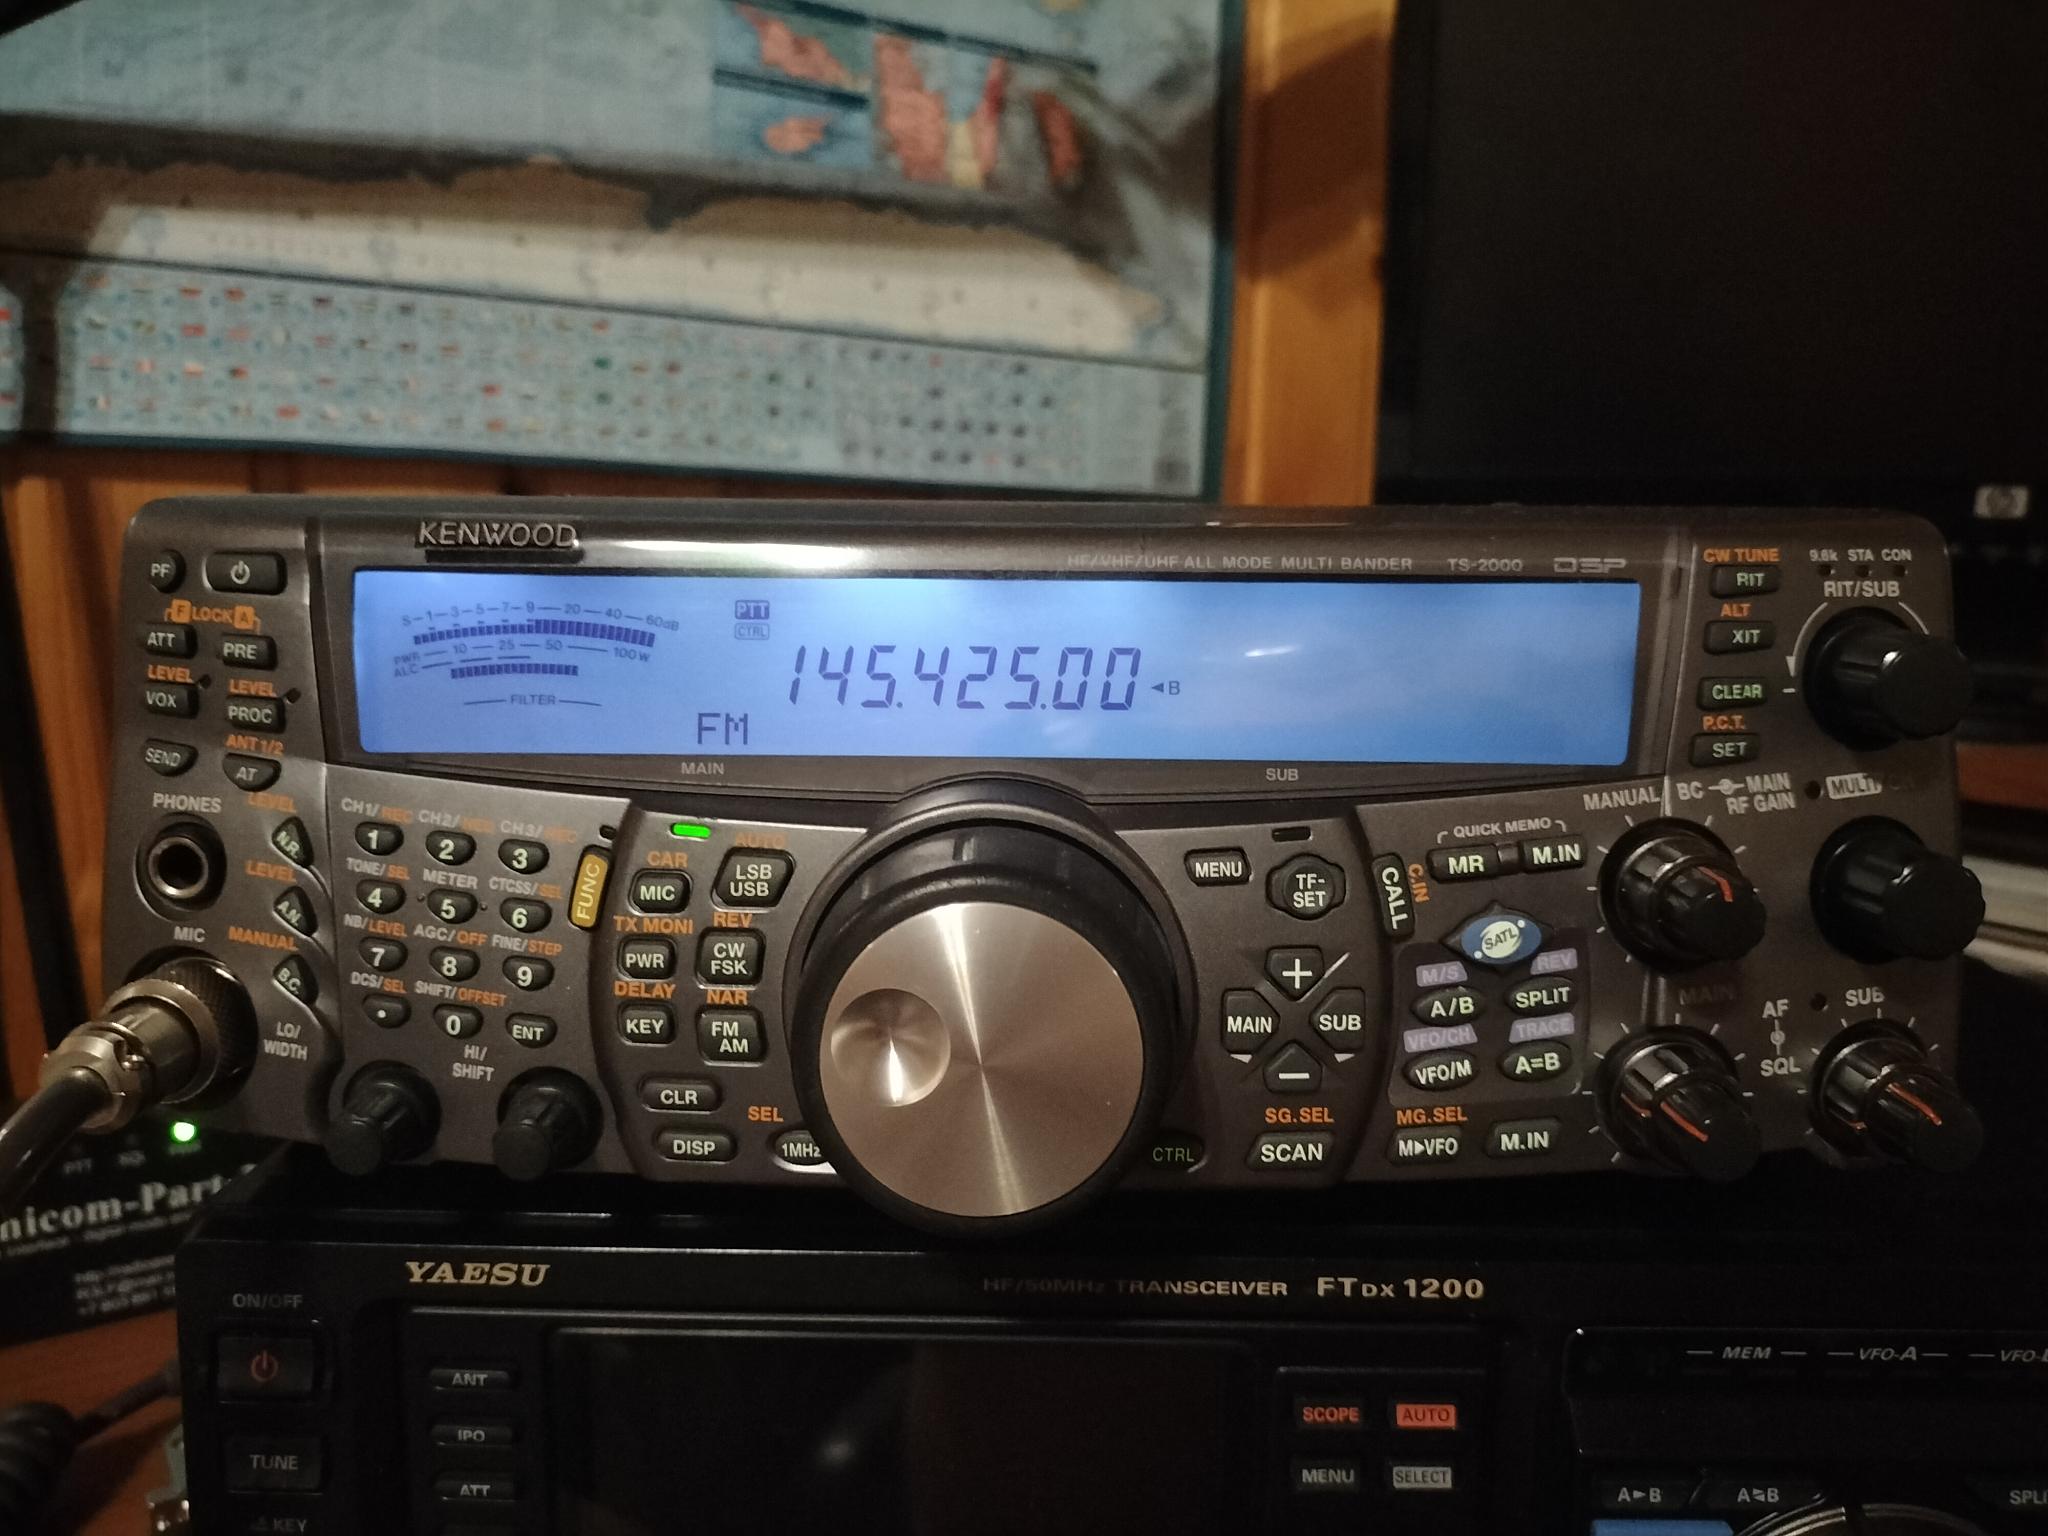 KENWOOD
HF/VHF/UHF ALL MODE MULTI BANDER TS-2000 DSP
PF
F LOCK A
ATT PRE
LEVEL LEVEL
VOX PROC
ANT 1/2
SEND AT
LEVEL
PHONES
N.R.
LEVEL
A.N.
MIC MANUAL
B.C.
LO/
WIDTH
HI/
SHIFT
S 1 3 5 7 9 20 40 60dB
PWR 10 25 50 100W
ALC
FILTER
PTT
CTRL
145.425.00 ◄B
FM
MAIN SUB
CW TUNE
RIT
ALT
XIT
CLEAR
P.C.T.
SET
9.6k STA CON
RIT/SUB
CH1/REC CH2/REC CH3/REC
1 2 3
TONE/SEL METER CTCSS/SEL
4 5 6
NB/LEVEL AGC/OFF FINE/STEP
7 8 9
DCS/SEL SHIFT/OFFSET
. 0 ENT
FUNC
AUTO
CAR LSB
MIC USB
TX MONI REV
PWR CW
FSK
DELAY NAR
KEY FM
AM
CLR
SEL
DISP 1MHz
MENU TF-
SET
+
MAIN SUB
−
SG.SEL
CTRL SCAN
CALL C.IN
QUICK MEMO
MR M.IN
SATL
M/S REV
A/B SPLIT
VFO/CH TRACE
VFO/M A=B
MG.SEL
M▶VFO M.IN
MANUAL BC MAIN
RF GAIN
MULTI
MAIN AF SUB
SQL
YAESU
HF/50MHz TRANSCEIVER FTDX 1200
ON/OFF
ANT
IPO
TUNE
ATT
KEY
SCOPE AUTO
MENU SELECT
MEM VFO-A
A►B
hp